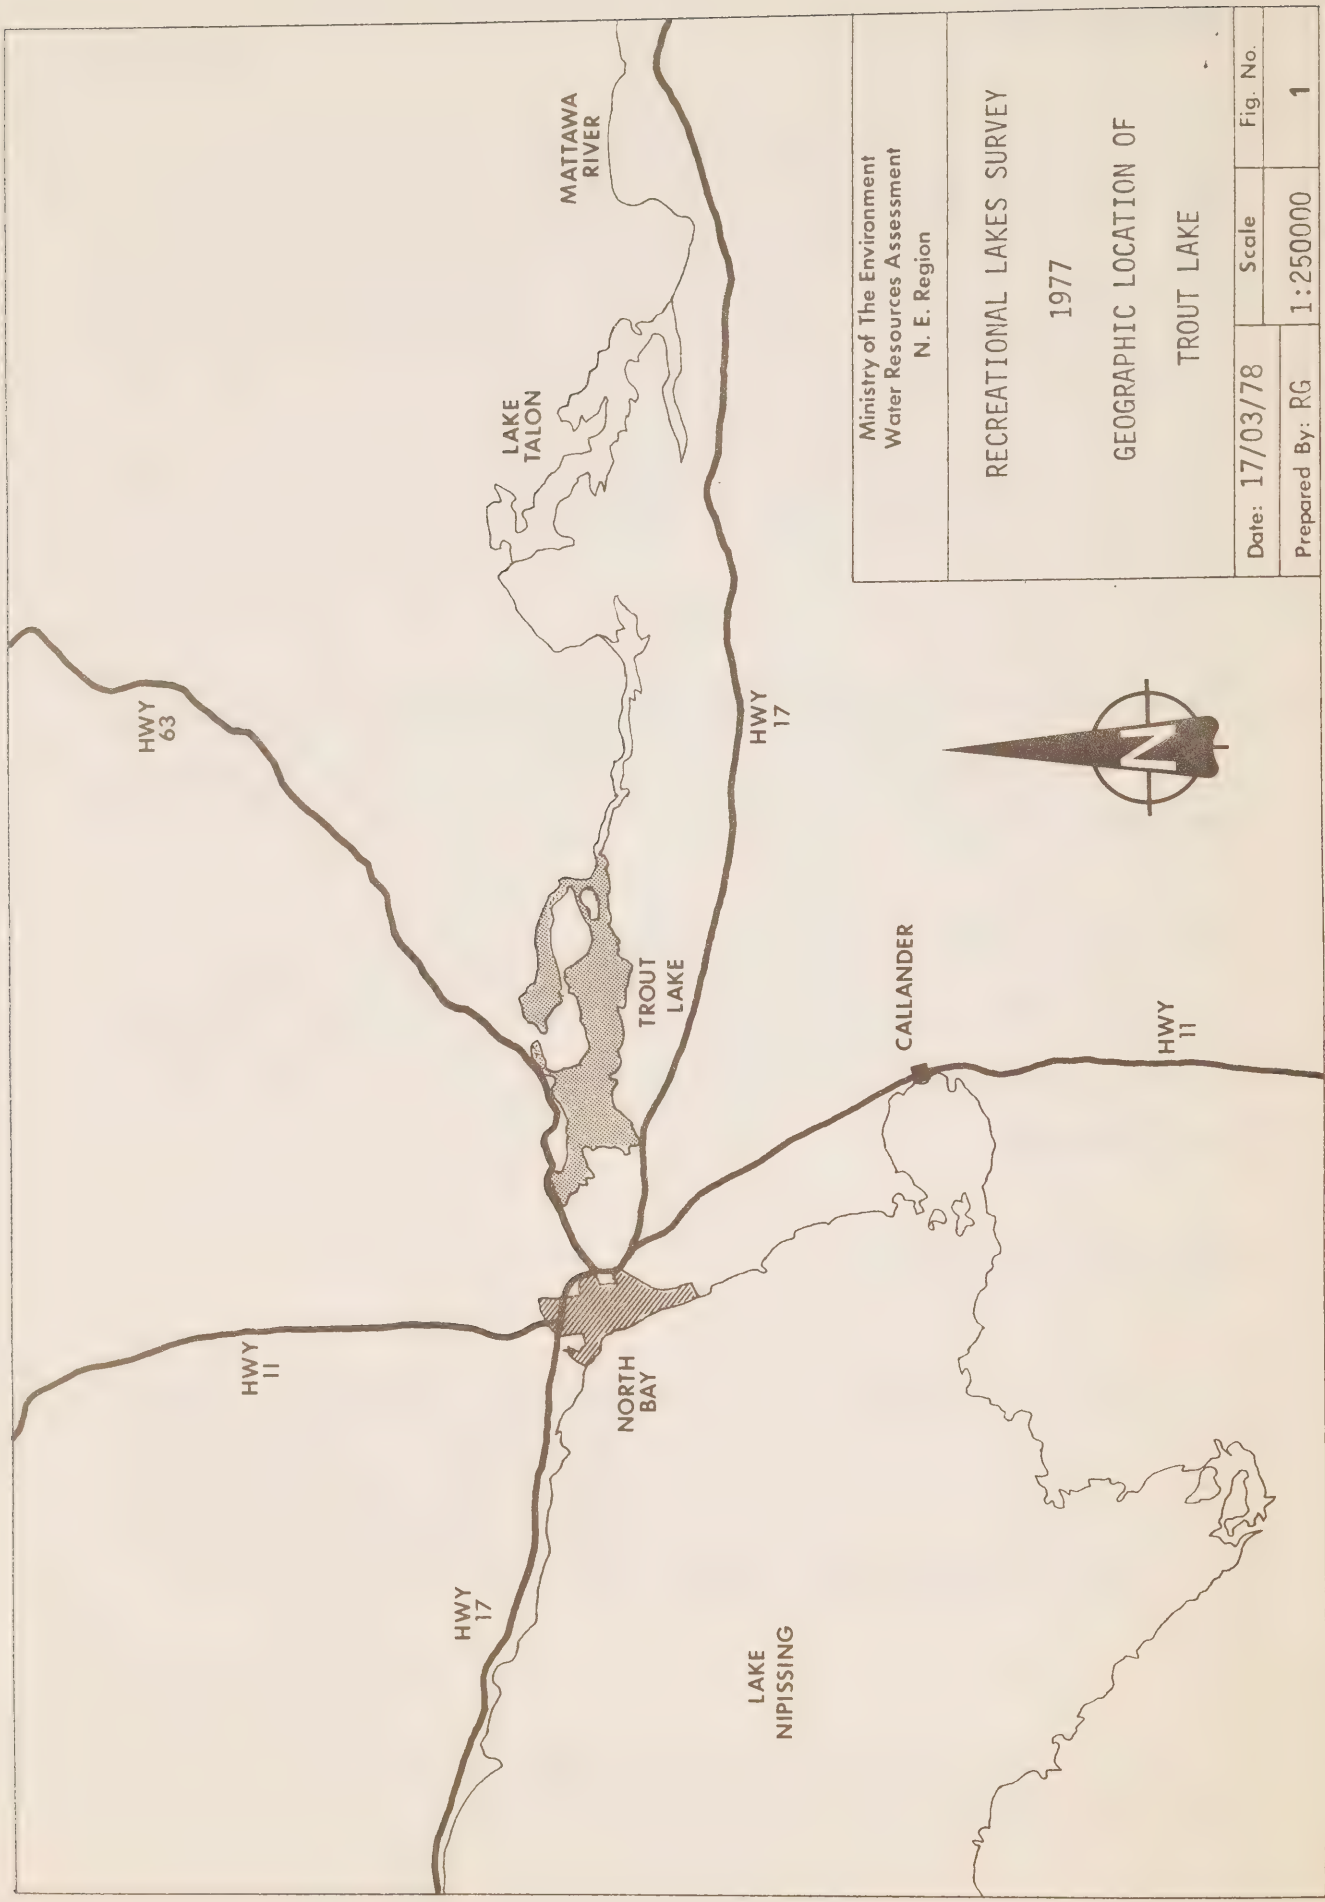 HWY
63
HWY
11
HWY
17
MATTAWA
RIVER
LAKE
TALON
TROUT
LAKE
HWY
17
NORTH
BAY
CALLANDER
HWY
11
LAKE
NIPISSING
N
Ministry of The Environment
Water Resources Assessment
N. E. Region
RECREATIONAL LAKES SURVEY
1977
GEOGRAPHIC LOCATION OF
TROUT LAKE
Date: 17/03/78
Scale
Fig. No.
Prepared By: RG
1:250000
1